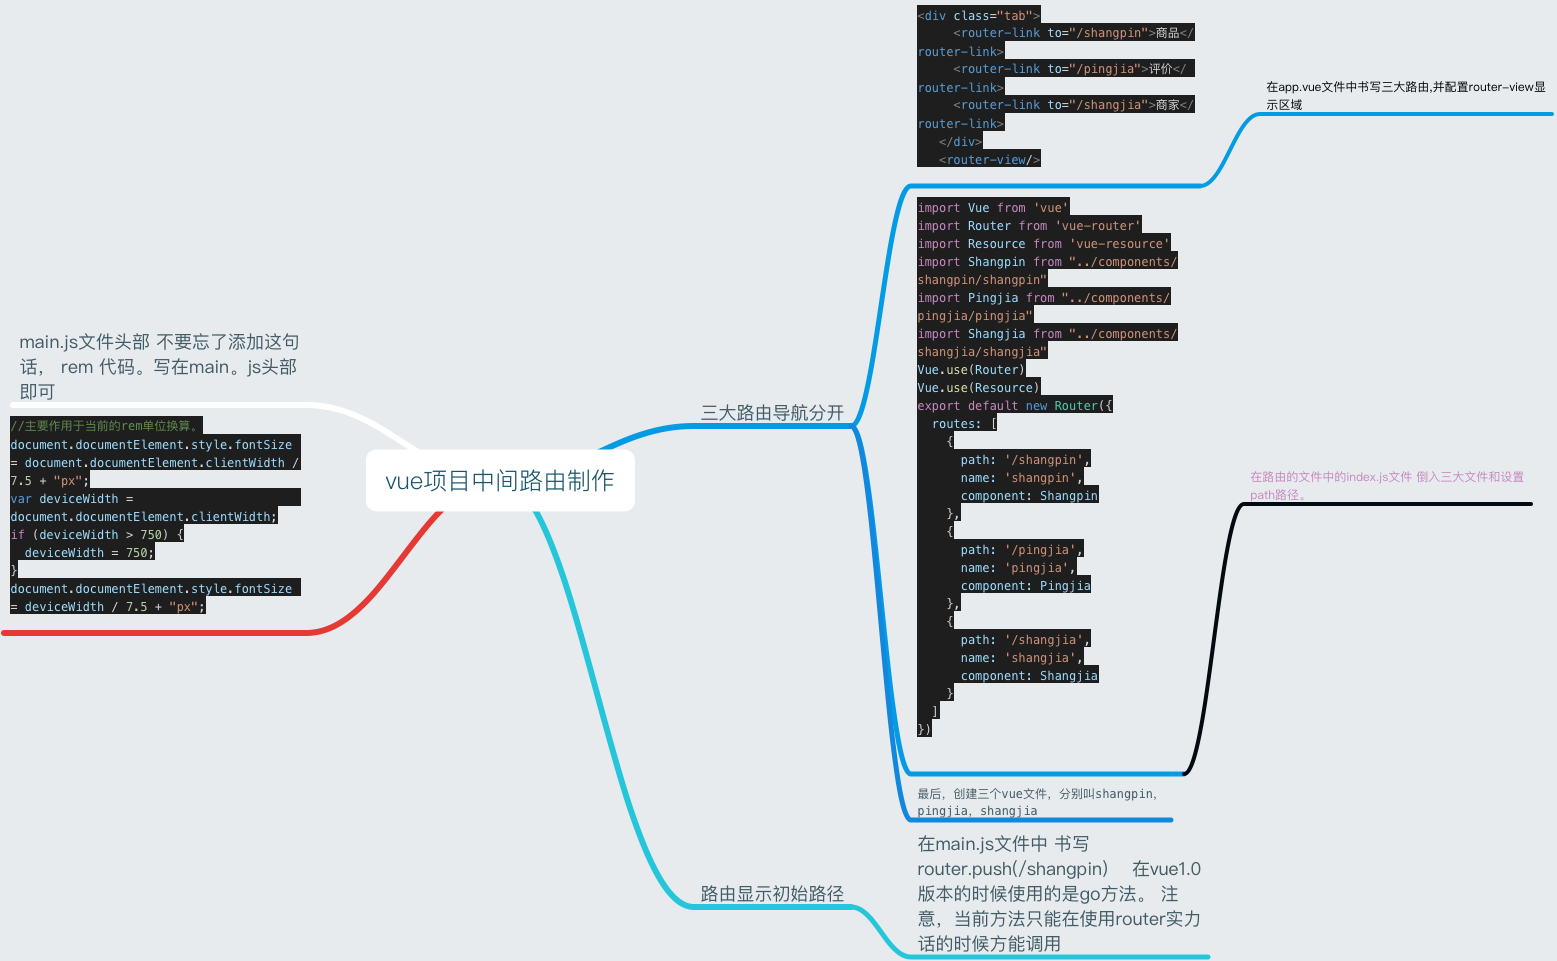 vue项目中间路由制作
main.js文件头部 不要忘了添加这句
话， rem 代码。写在main。js头部
即可
//主要作用于当前的rem单位换算。
document.documentElement.style.fontSize
= document.documentElement.clientWidth /
7.5 + "px";
var deviceWidth =
document.documentElement.clientWidth;
if (deviceWidth > 750) {
  deviceWidth = 750;
}
document.documentElement.style.fontSize
= deviceWidth / 7.5 + "px";
三大路由导航分开
<div class="tab">
     <router-link to="/shangpin">商品</
router-link>
     <router-link to="/pingjia">评价</
router-link>
     <router-link to="/shangjia">商家</
router-link>
   </div>
   <router-view/>
在app.vue文件中书写三大路由,并配置router-view显
示区域
import Vue from 'vue'
import Router from 'vue-router'
import Resource from 'vue-resource'
import Shangpin from "../components/
shangpin/shangpin"
import Pingjia from "../components/
pingjia/pingjia"
import Shangjia from "../components/
shangjia/shangjia"
Vue.use(Router)
Vue.use(Resource)
export default new Router({
  routes: [
    {
      path: '/shangpin',
      name: 'shangpin',
      component: Shangpin
    },
    {
      path: '/pingjia',
      name: 'pingjia',
      component: Pingjia
    },
    {
      path: '/shangjia',
      name: 'shangjia',
      component: Shangjia
    }
  ]
})
在路由的文件中的index.js文件 倒入三大文件和设置
path路径。
最后，创建三个vue文件，分别叫shangpin，
pingjia，shangjia
路由显示初始路径
在main.js文件中 书写
router.push(/shangpin)    在vue1.0
版本的时候使用的是go方法。 注
意，当前方法只能在使用router实力
话的时候方能调用